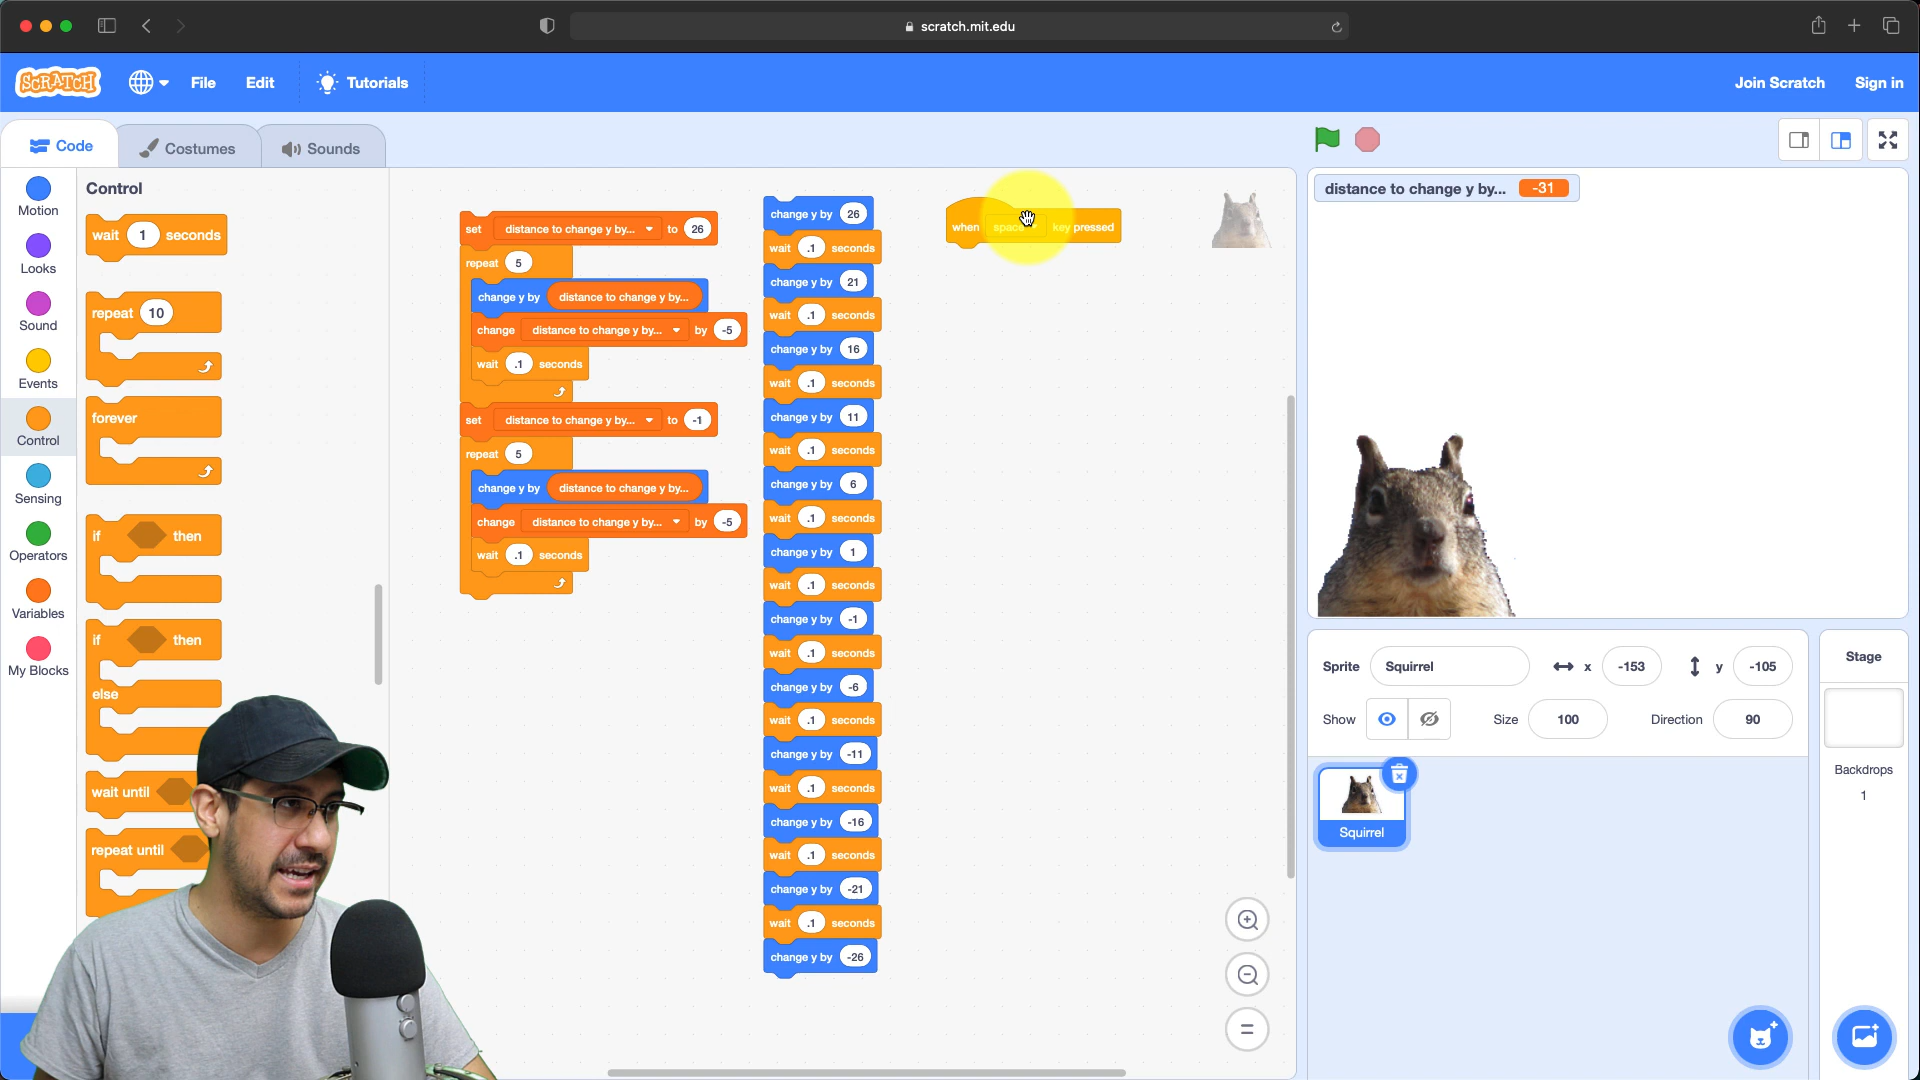 scratch.mit.edu
SCRATCH
File
Edit
Tutorials
Join Scratch
Sign in
Code
Costumes
Sounds
Motion
Looks
Sound
Events
Control
Sensing
Operators
Variables
My Blocks
Control
wait 1 seconds
repeat 10
forever
if then
if then
else
wait until
repeat until
set distance to change y by... to 26
repeat 5
change y by distance to change y by...
change distance to change y by... by -5
wait .1 seconds
set distance to change y by... to -1
repeat 5
change y by distance to change y by...
change distance to change y by... by -5
wait .1 seconds
change y by 26
wait .1 seconds
change y by 21
wait .1 seconds
change y by 16
wait .1 seconds
change y by 11
wait .1 seconds
change y by 6
wait .1 seconds
change y by 1
wait .1 seconds
change y by -1
wait .1 seconds
change y by -6
wait .1 seconds
change y by -11
wait .1 seconds
change y by -16
wait .1 seconds
change y by -21
wait .1 seconds
change y by -26
when space key pressed
distance to change y by... -31
Sprite Squirrel x -153 y -105
Show Size 100 Direction 90
Squirrel
Stage
Backdrops
1